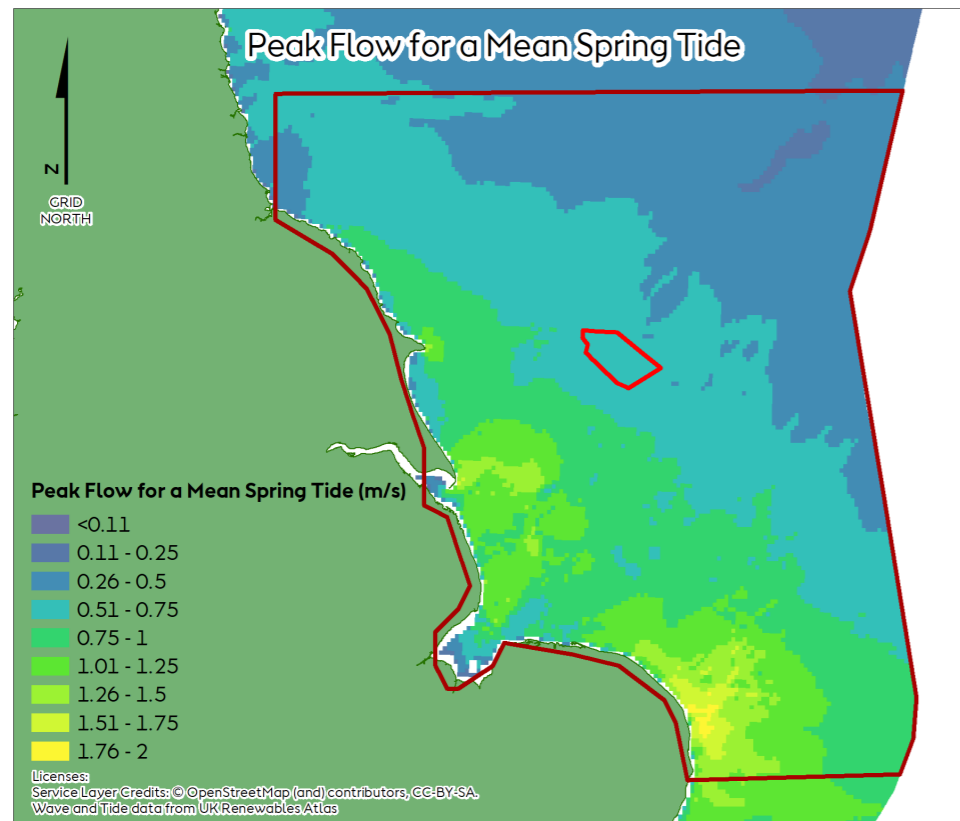 Peak Flow for a Mean Spring Tide
N
GRID
NORTH
Peak Flow for a Mean Spring Tide (m/s)
<0.11
0.11 - 0.25
0.26 - 0.5
0.51 - 0.75
0.75 - 1
1.01 - 1.25
1.26 - 1.5
1.51 - 1.75
1.76 - 2
Licenses:
Service Layer Credits: © OpenStreetMap (and) contributors, CC-BY-SA.
Wave and Tide data from UK Renewables Atlas